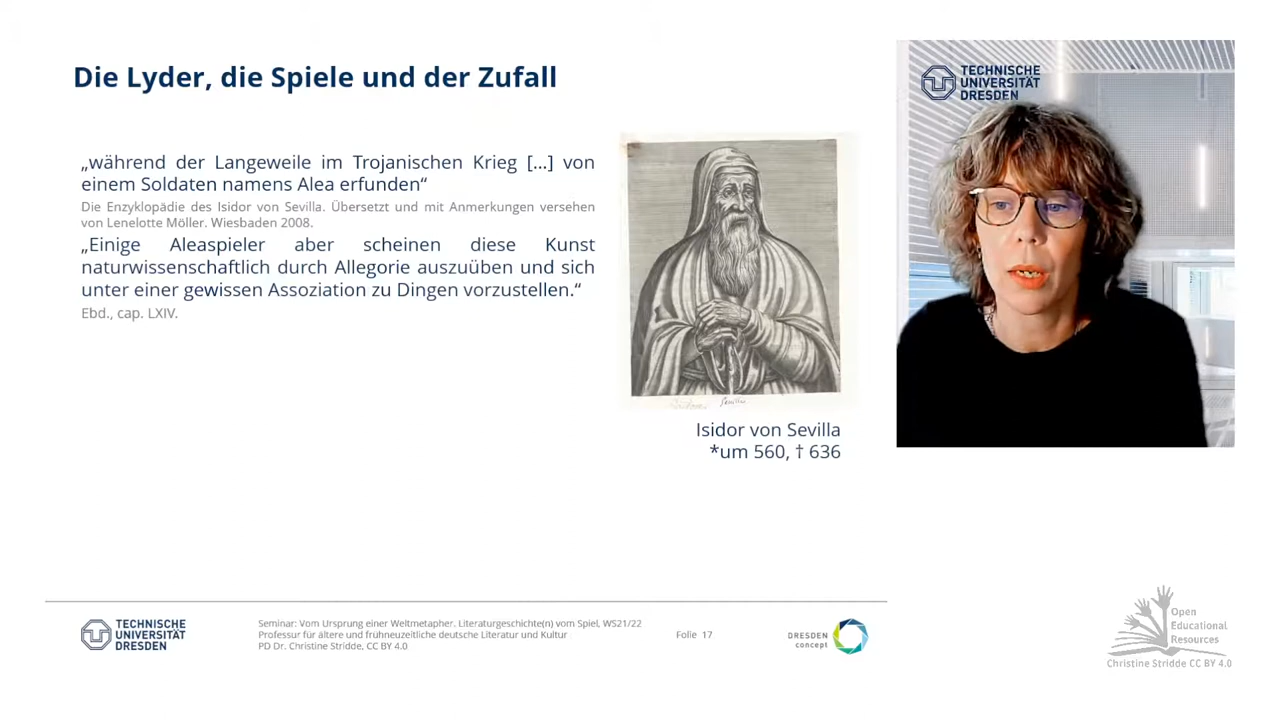 Die Lyder, die Spiele und der Zufall
„während der Langeweile im Trojanischen Krieg [...] von
einem Soldaten namens Alea erfunden“
Die Enzyklopädie des Isidor von Sevilla. Übersetzt und mit Anmerkungen versehen
von Lenelotte Möller. Wiesbaden 2008.
„Einige Aleaspieler aber scheinen diese Kunst
naturwissenschaftlich durch Allegorie auszuüben und sich
unter einer gewissen Assoziation zu Dingen vorzustellen.“
Ebd., cap. LXIV.
Isidor von Sevilla
*um 560, † 636
TECHNISCHE
UNIVERSITÄT
DRESDEN
TECHNISCHE
UNIVERSITÄT
DRESDEN
Seminar: Vom Ursprung einer Weltmetapher. Literaturgeschichte(n) vom Spiel, WS21/22
Professur für ältere und frühneuzeitliche deutsche Literatur und Kultur
PD Dr. Christine Stridde, CC BY 4.0
Folie 17
DRESDEN
concept
Open
Educational
Resources
Christine Stridde CC BY 4.0